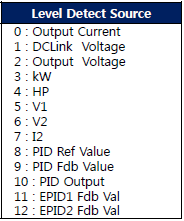 Level Detect Source
0 : Output Current
1 : DCLink  Voltage
2 : Output  Voltage
3 : kW
4 : HP
5 : V1
6 : V2
7 : I2
8 : PID Ref Value
9 : PID Fdb Value
10 : PID Output
11 : EPID1 Fdb Val
12 : EPID2 Fdb Val